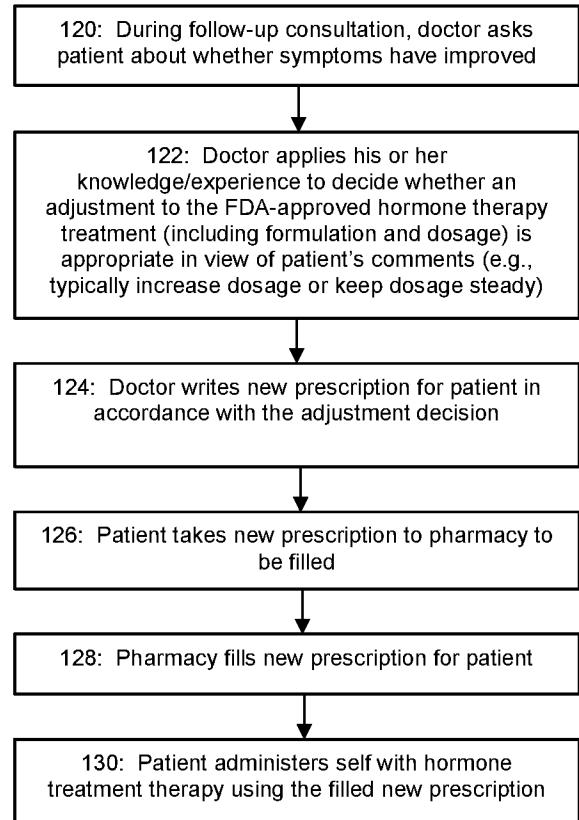 120: During follow-up consultation, doctor asks
patient about whether symptoms have improved
122: Doctor applies his or her
knowledge/experience to decide whether an
adjustment to the FDA-approved hormone therapy
treatment (including formulation and dosage) is
appropriate in view of patient's comments (e.g.,
typically increase dosage or keep dosage steady)
124: Doctor writes new prescription for patient in
accordance with the adjustment decision
126: Patient takes new prescription to pharmacy to
be filled
128: Pharmacy fills new prescription for patient
130: Patient administers self with hormone
treatment therapy using the filled new prescription